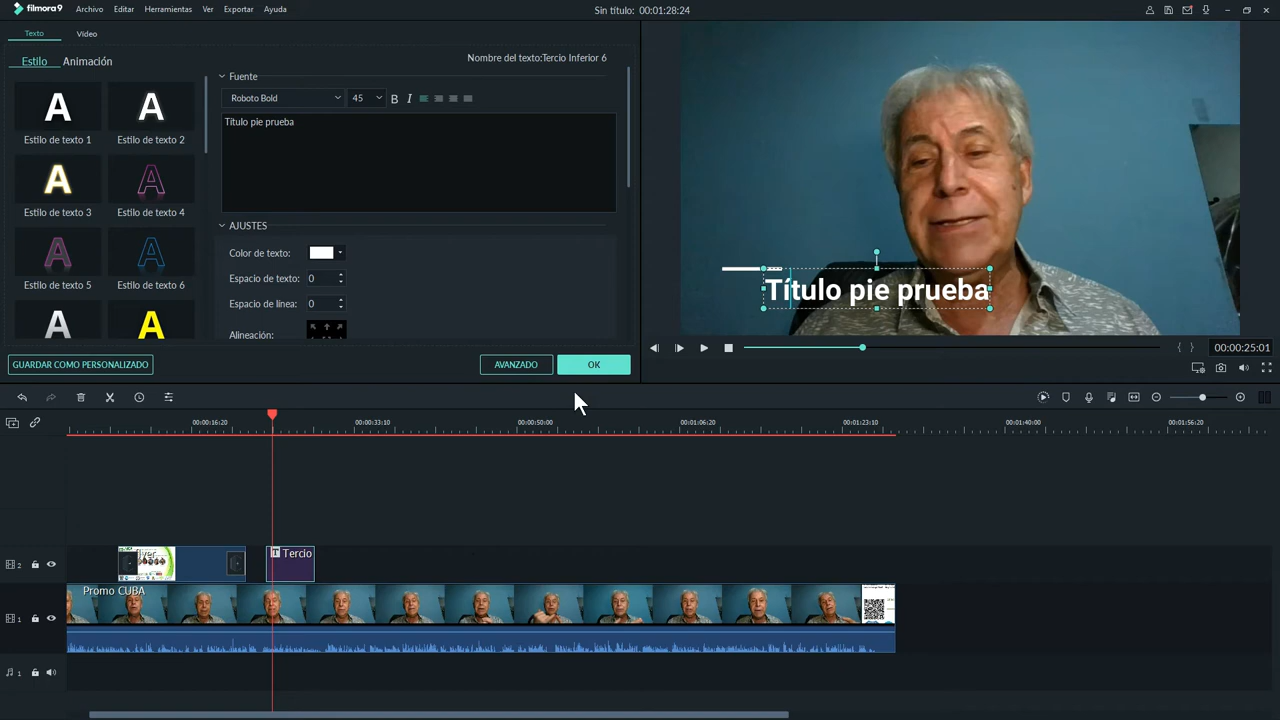 filmora9 Archivo Editar Herramientas Ver Exportar Ayuda Sin título: 00:01:28:24
Texto Vídeo
Estilo Animación
Nombre del texto:Tercio Inferior 6
Fuente
Roboto Bold 45 B I
Título pie prueba
A A
Estilo de texto 1 Estilo de texto 2
A A
Estilo de texto 3 Estilo de texto 4
A A
Estilo de texto 5 Estilo de texto 6
A A
AJUSTES
Color de texto:
Espacio de texto: 0
Espacio de línea: 0
Alineación:
GUARDAR COMO PERSONALIZADO AVANZADO OK
Título pie prueba
00:00:25:01
00:00:16:20 00:00:33:10 00:00:50:00 00:01:06:20 00:01:23:10 00:01:40:00 00:01:56:20
2 T Tercio
Promo CUBA
1
1